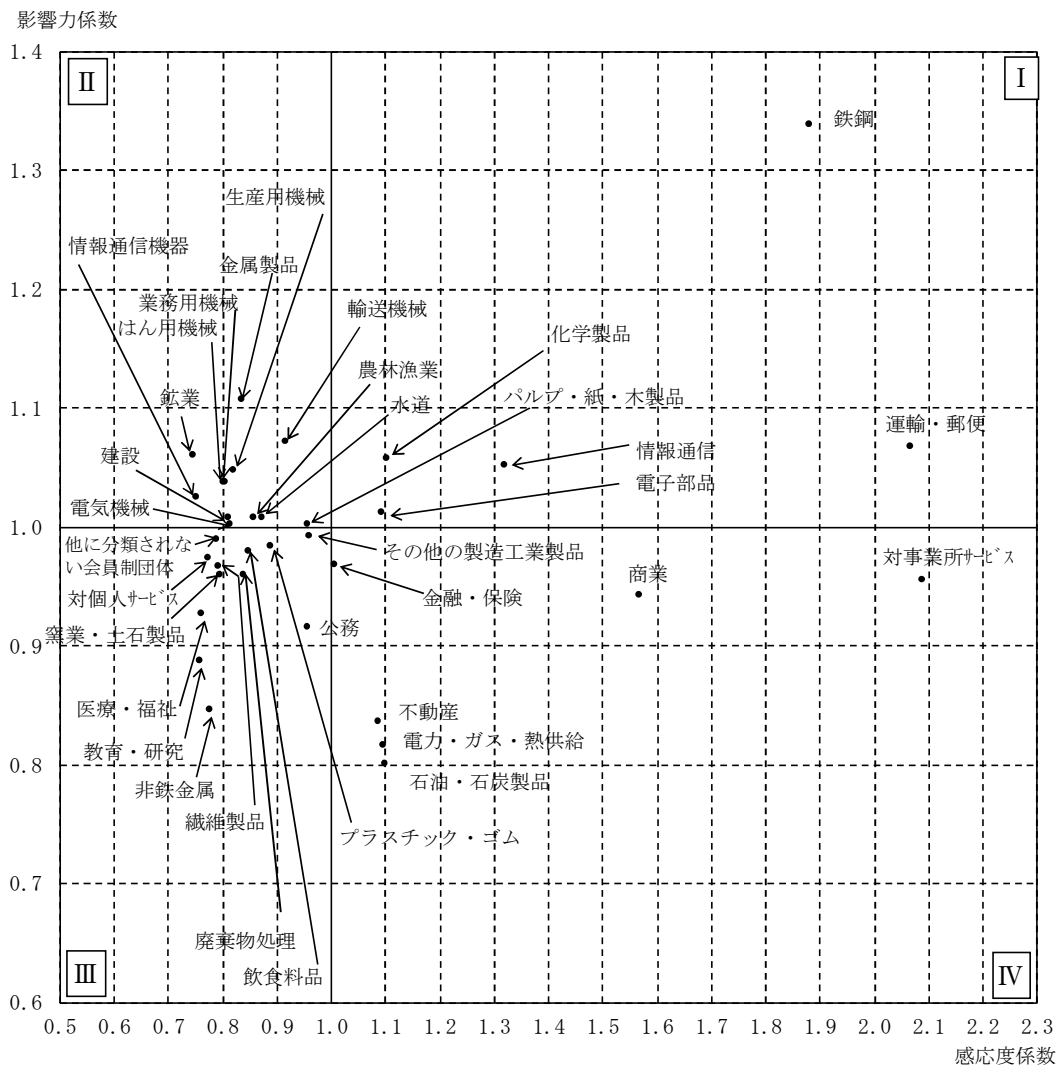 影響力係数
1.4
Ⅱ
Ⅰ
鉄鋼
1.3
生産用機械
情報通信機器
金属製品
1.2
業務用機械
輸送機械
はん用機械
化学製品
農林漁業
鉱業
水道
パルプ・紙・木製品
1.1
運輸・郵便
建設
情報通信
電子部品
電気機械
1.0
他に分類されな
い会員制団体
その他の製造工業製品
対事業所ｻｰﾋﾞｽ
商業
対個人ｻｰﾋﾞｽ
金融・保険
窯業・土石製品
公務
0.9
医療・福祉
不動産
教育・研究
電力・ガス・熱供給
非鉄金属
石油・石炭製品
0.8
繊維製品
プラスチック・ゴム
0.7
廃棄物処理
飲食料品
Ⅲ
Ⅳ
0.6
0.5 0.6 0.7 0.8 0.9 1.0 1.1 1.2 1.3 1.4 1.5 1.6 1.7 1.8 1.9 2.0 2.1 2.2 2.3
感応度係数